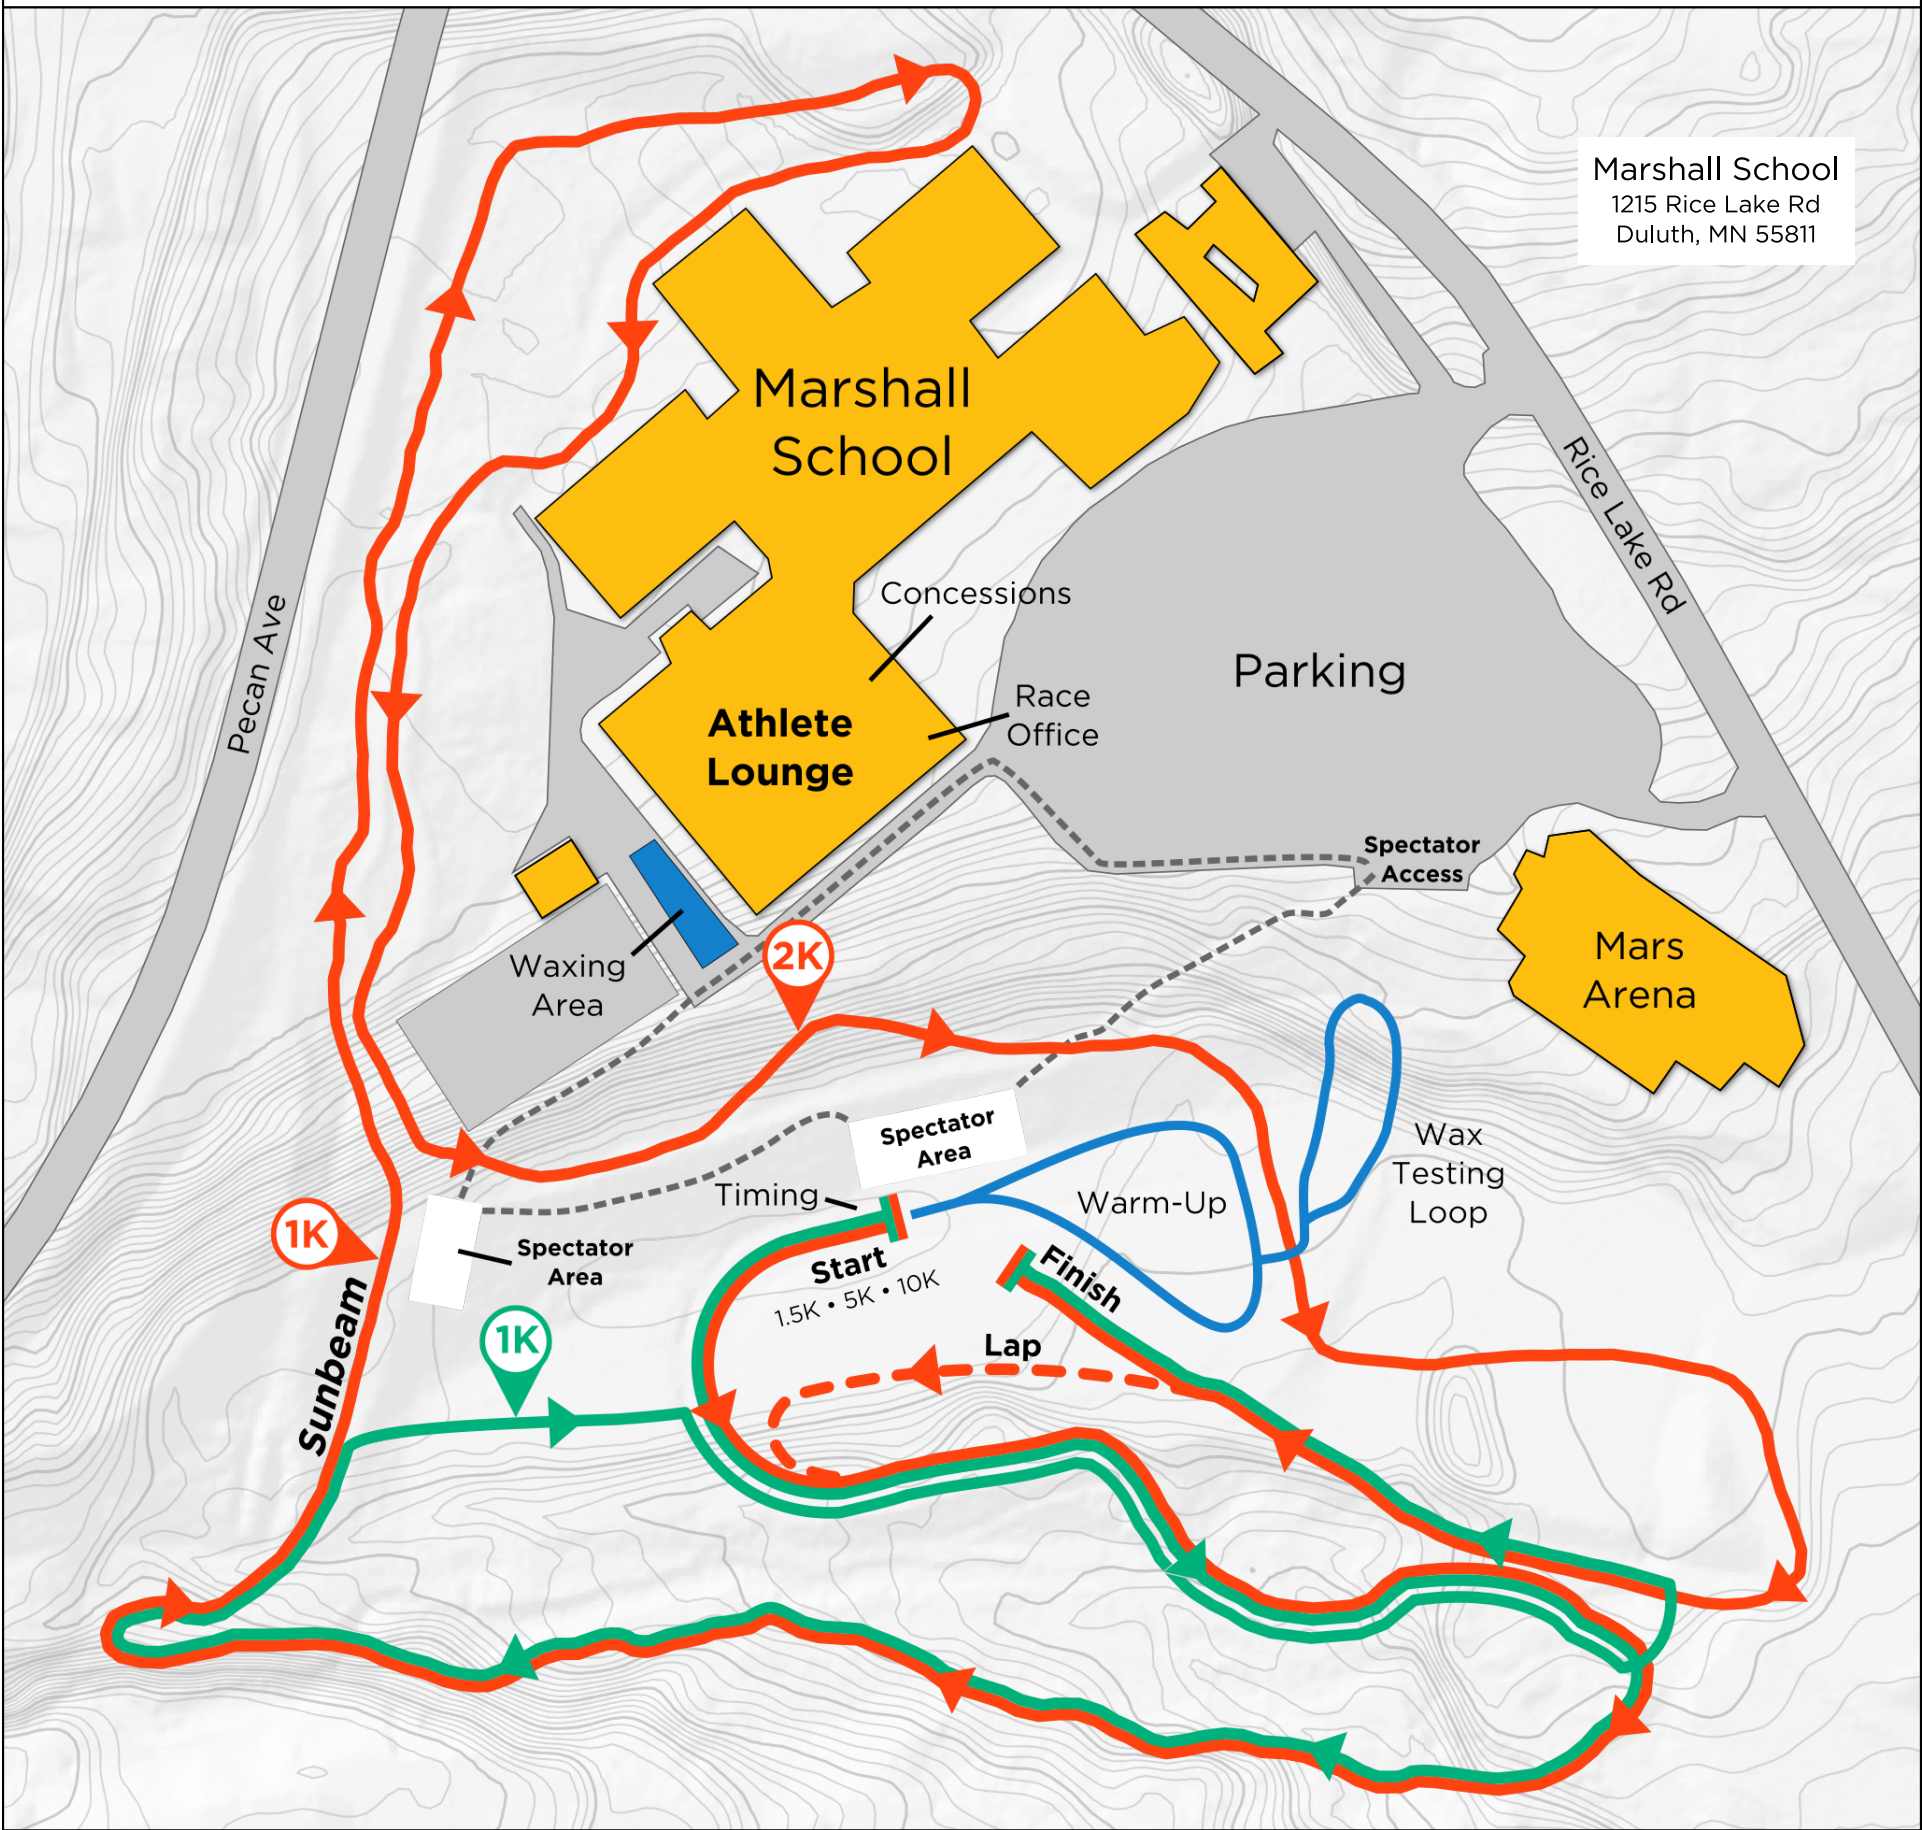 Marshall School
1215 Rice Lake Rd
Duluth, MN 55811
Marshall
School
Rice Lake Rd
Pecan Ave
Concessions
Parking
Race
Office
Athlete
Lounge
Spectator
Access
Waxing
Area
2K
Mars
Arena
Spectator
Area
Wax
Testing
Loop
Timing
Warm-Up
1K
Spectator
Area
Start
1.5K • 5K • 10K
Finish
Sunbeam
1K
Lap